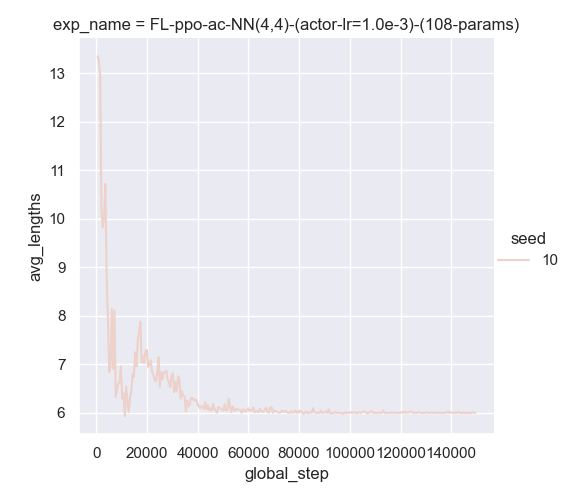 exp_name = FL-ppo-ac-NN(4,4)-(actor-lr=1.0e-3)-(108-params)
13
12
11
10
9
8
7
6
avg_lengths
seed
10
0 20000 40000 60000 80000 100000 120000 140000
global_step